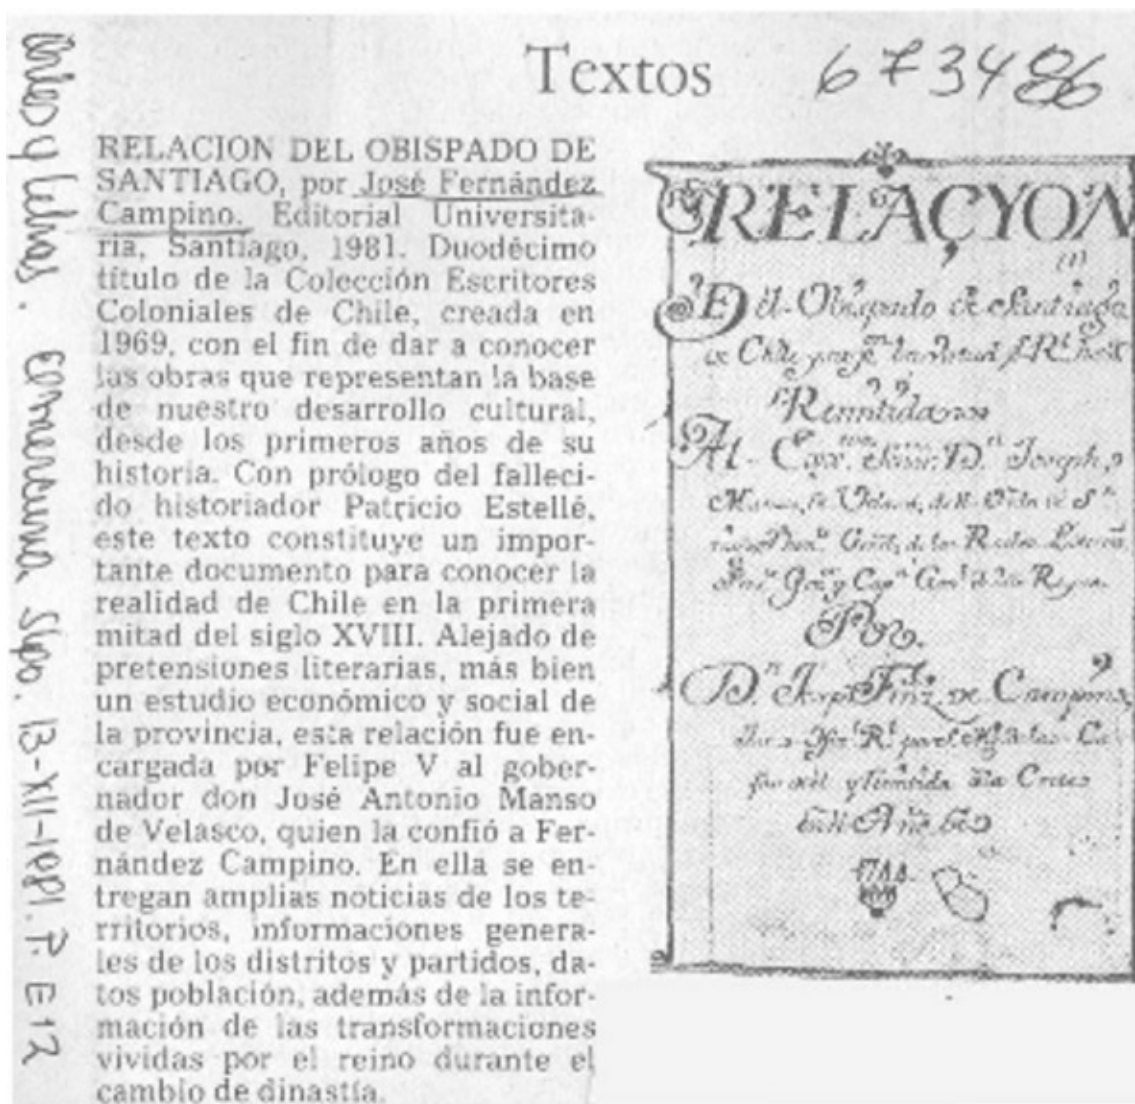 Textos
673486
RELACION DEL OBISPADO DE
SANTIAGO, por José Fernández
Campino. Editorial Universita-
ria, Santiago, 1981. Duodécimo
título de la Colección Escritores
Coloniales de Chile, creada en
1969, con el fin de dar a conocer
las obras que representan la base
de nuestro desarrollo cultural,
desde los primeros años de su
historia. Con prólogo del falleci-
do historiador Patricio Estellé,
este texto constituye un impor-
tante documento para conocer la
realidad de Chile en la primera
mitad del siglo XVIII. Alejado de
pretensiones literarias, más bien
un estudio económico y social de
la provincia, esta relación fue en-
cargada por Felipe V al gober-
nador don José Antonio Manso
de Velasco, quien la confió a Fer-
nández Campino. En ella se en-
tregan amplias noticias de los te-
rritorios, informaciones genera-
les de los distritos y partidos, da-
tos población, además de la infor-
mación de las transformaciones
vividas por el reino durante el
cambio de dinastía.
RELAÇYON
Del Obispado de Santiago
de Chile
Remitida
Al Joseph
Por
Dn. de Campino
1744
y Letras. Stgo. 13-XII-1981. P. E 12